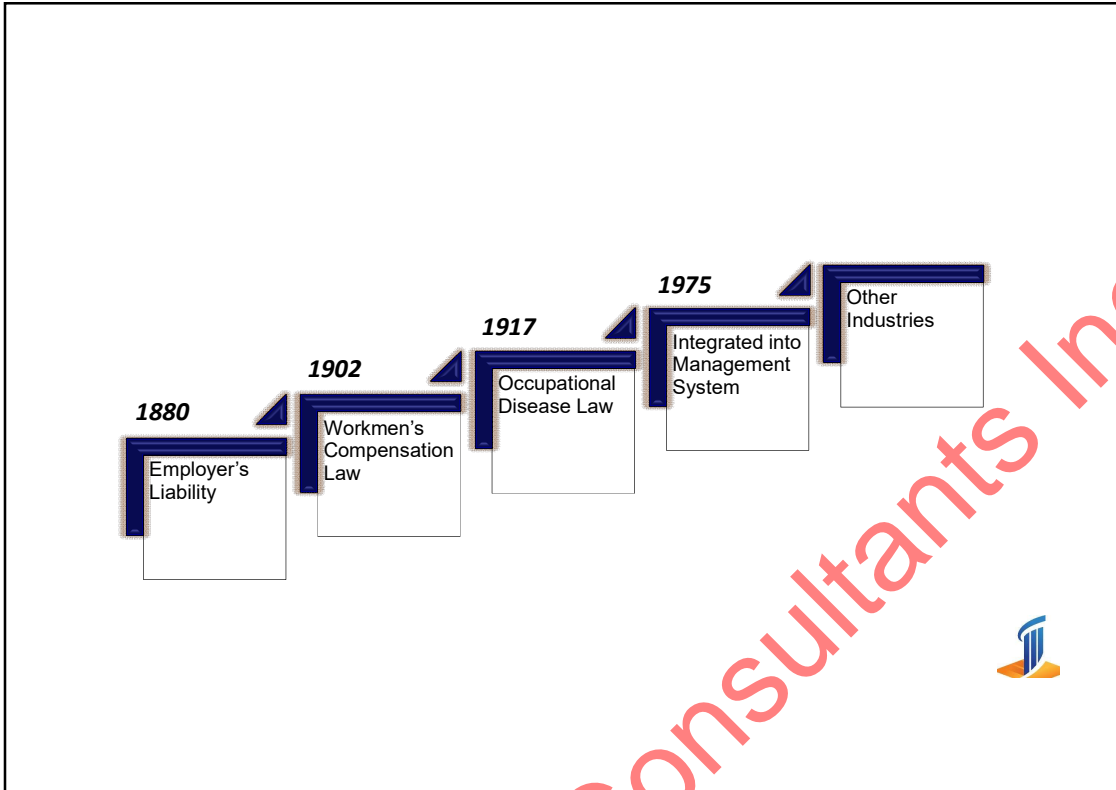 1880
Employer's
Liability
1902
Workmen's
Compensation
Law
1917
Occupational
Disease Law
1975
Integrated into
Management
System
Other
Industries
Consultants Inc